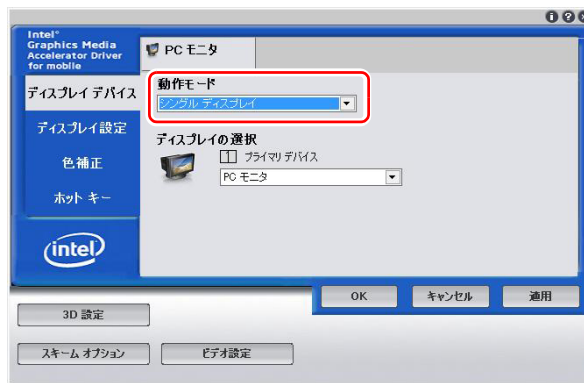 Intel®
Graphics Media
Accelerator Driver
for mobile
PC モニタ
ディスプレイ デバイス
ディスプレイ設定
色補正
ホット キー
intel
動作モード
シングル ディスプレイ
ディスプレイの選択
1 プライマリ デバイス
PC モニタ
OK
キャンセル
適用
3D 設定
スキーム オプション
ビデオ設定